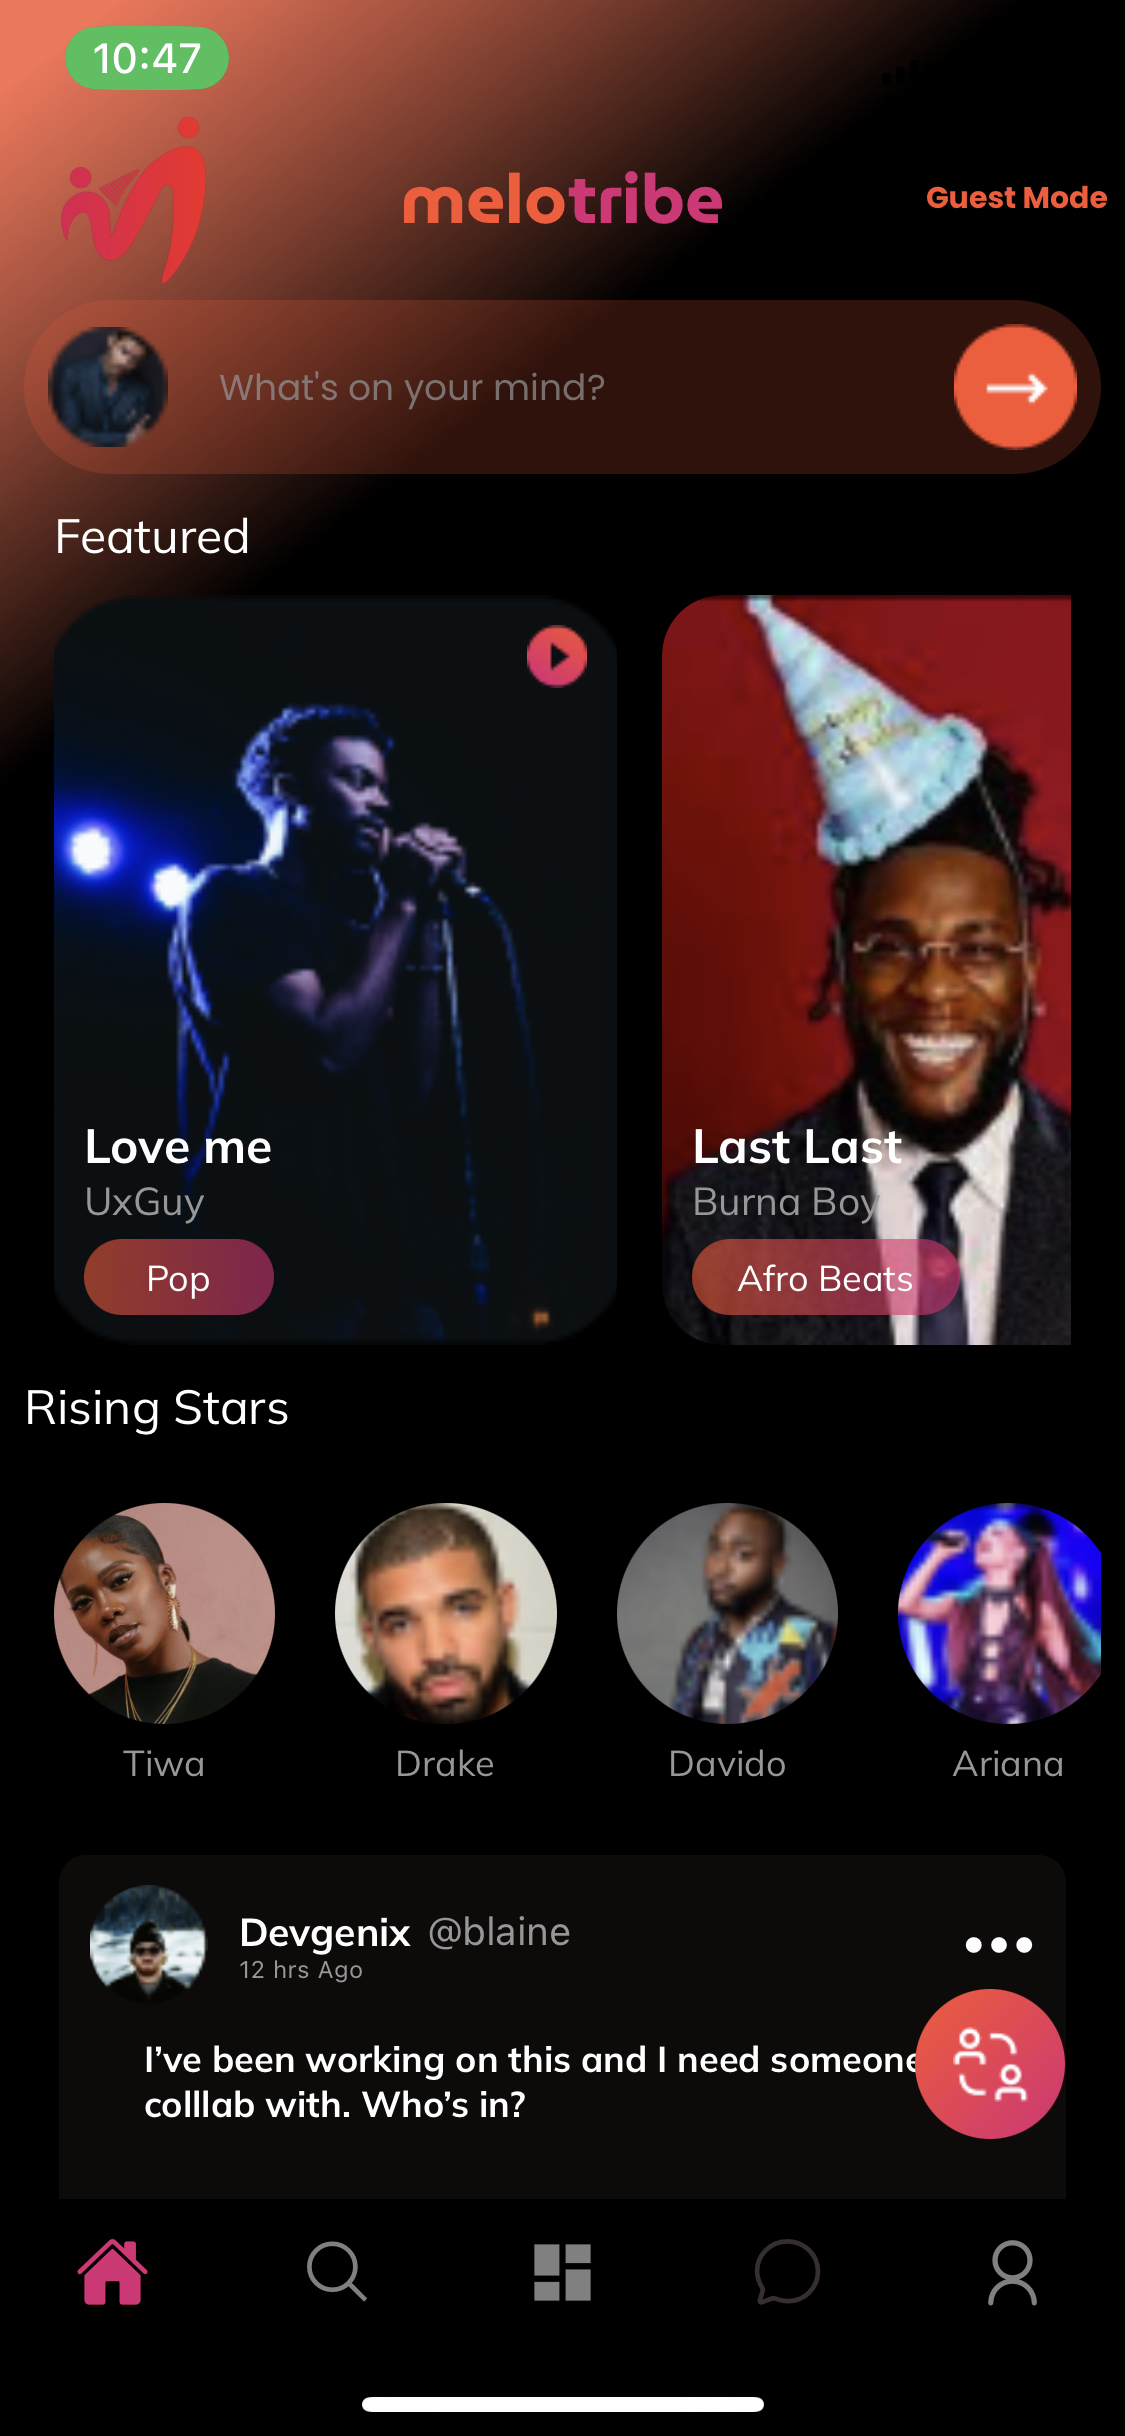 10:47
melotribe
Guest Mode
What's on your mind?
Featured
Love me
UxGuy
Pop
Last Last
Burna Boy
Afro Beats
Rising Stars
Tiwa
Drake
Davido
Ariana
Devgenix @blaine
12 hrs Ago
I’ve been working on this and I need someone
colllab with. Who’s in?